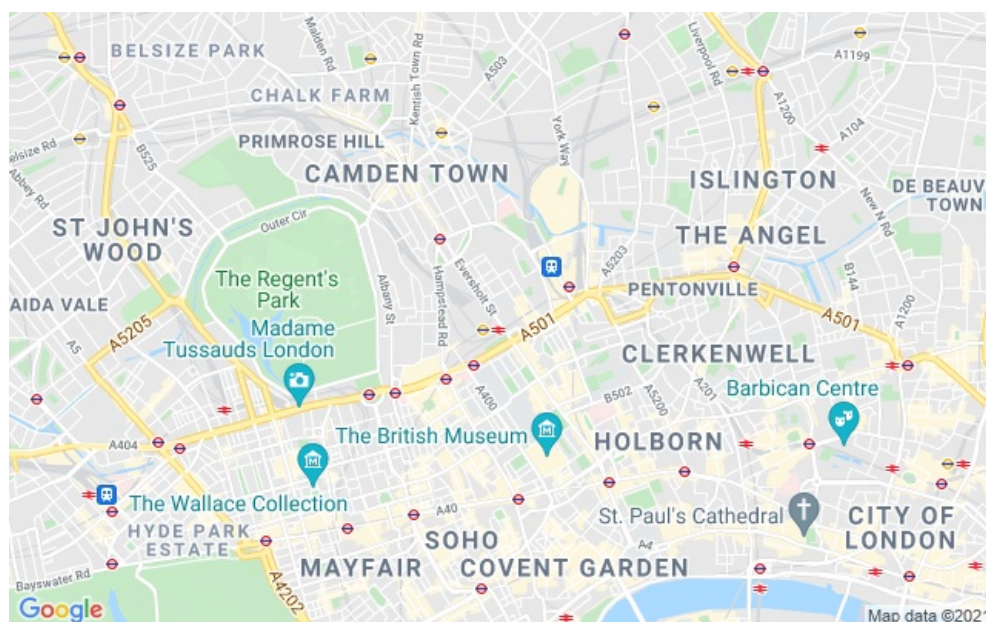 BELSIZE PARK
Malden Rd
Kentish Town Rd
A503
Liverpool Rd
A1199
CHALK FARM
York Way
A1200
A104
PRIMROSE HILL
elsize Rd
B525
Abbey Rd
CAMDEN TOWN
ISLINGTON
DE BEAUV
TOWN
New N Rd
ST JOHN'S
WOOD
Outer Cir
THE ANGEL
The Regent's
Park
Albany St
Hampstead Rd
Eversholt St
A5203
B144
PENTONVILLE
AIDA VALE
A5205
A5
Madame
Tussauds London
A501
A501
A1200
CLERKENWELL
A400
B502
A5200
A201
Barbican Centre
A404
The British Museum
HOLBORN
The Wallace Collection
A40
St. Paul's Cathedral
CITY OF
LONDON
HYDE PARK
ESTATE
SOHO
A4
MAYFAIR
COVENT GARDEN
Bayswater Rd
A4202
Google
Map data ©2021